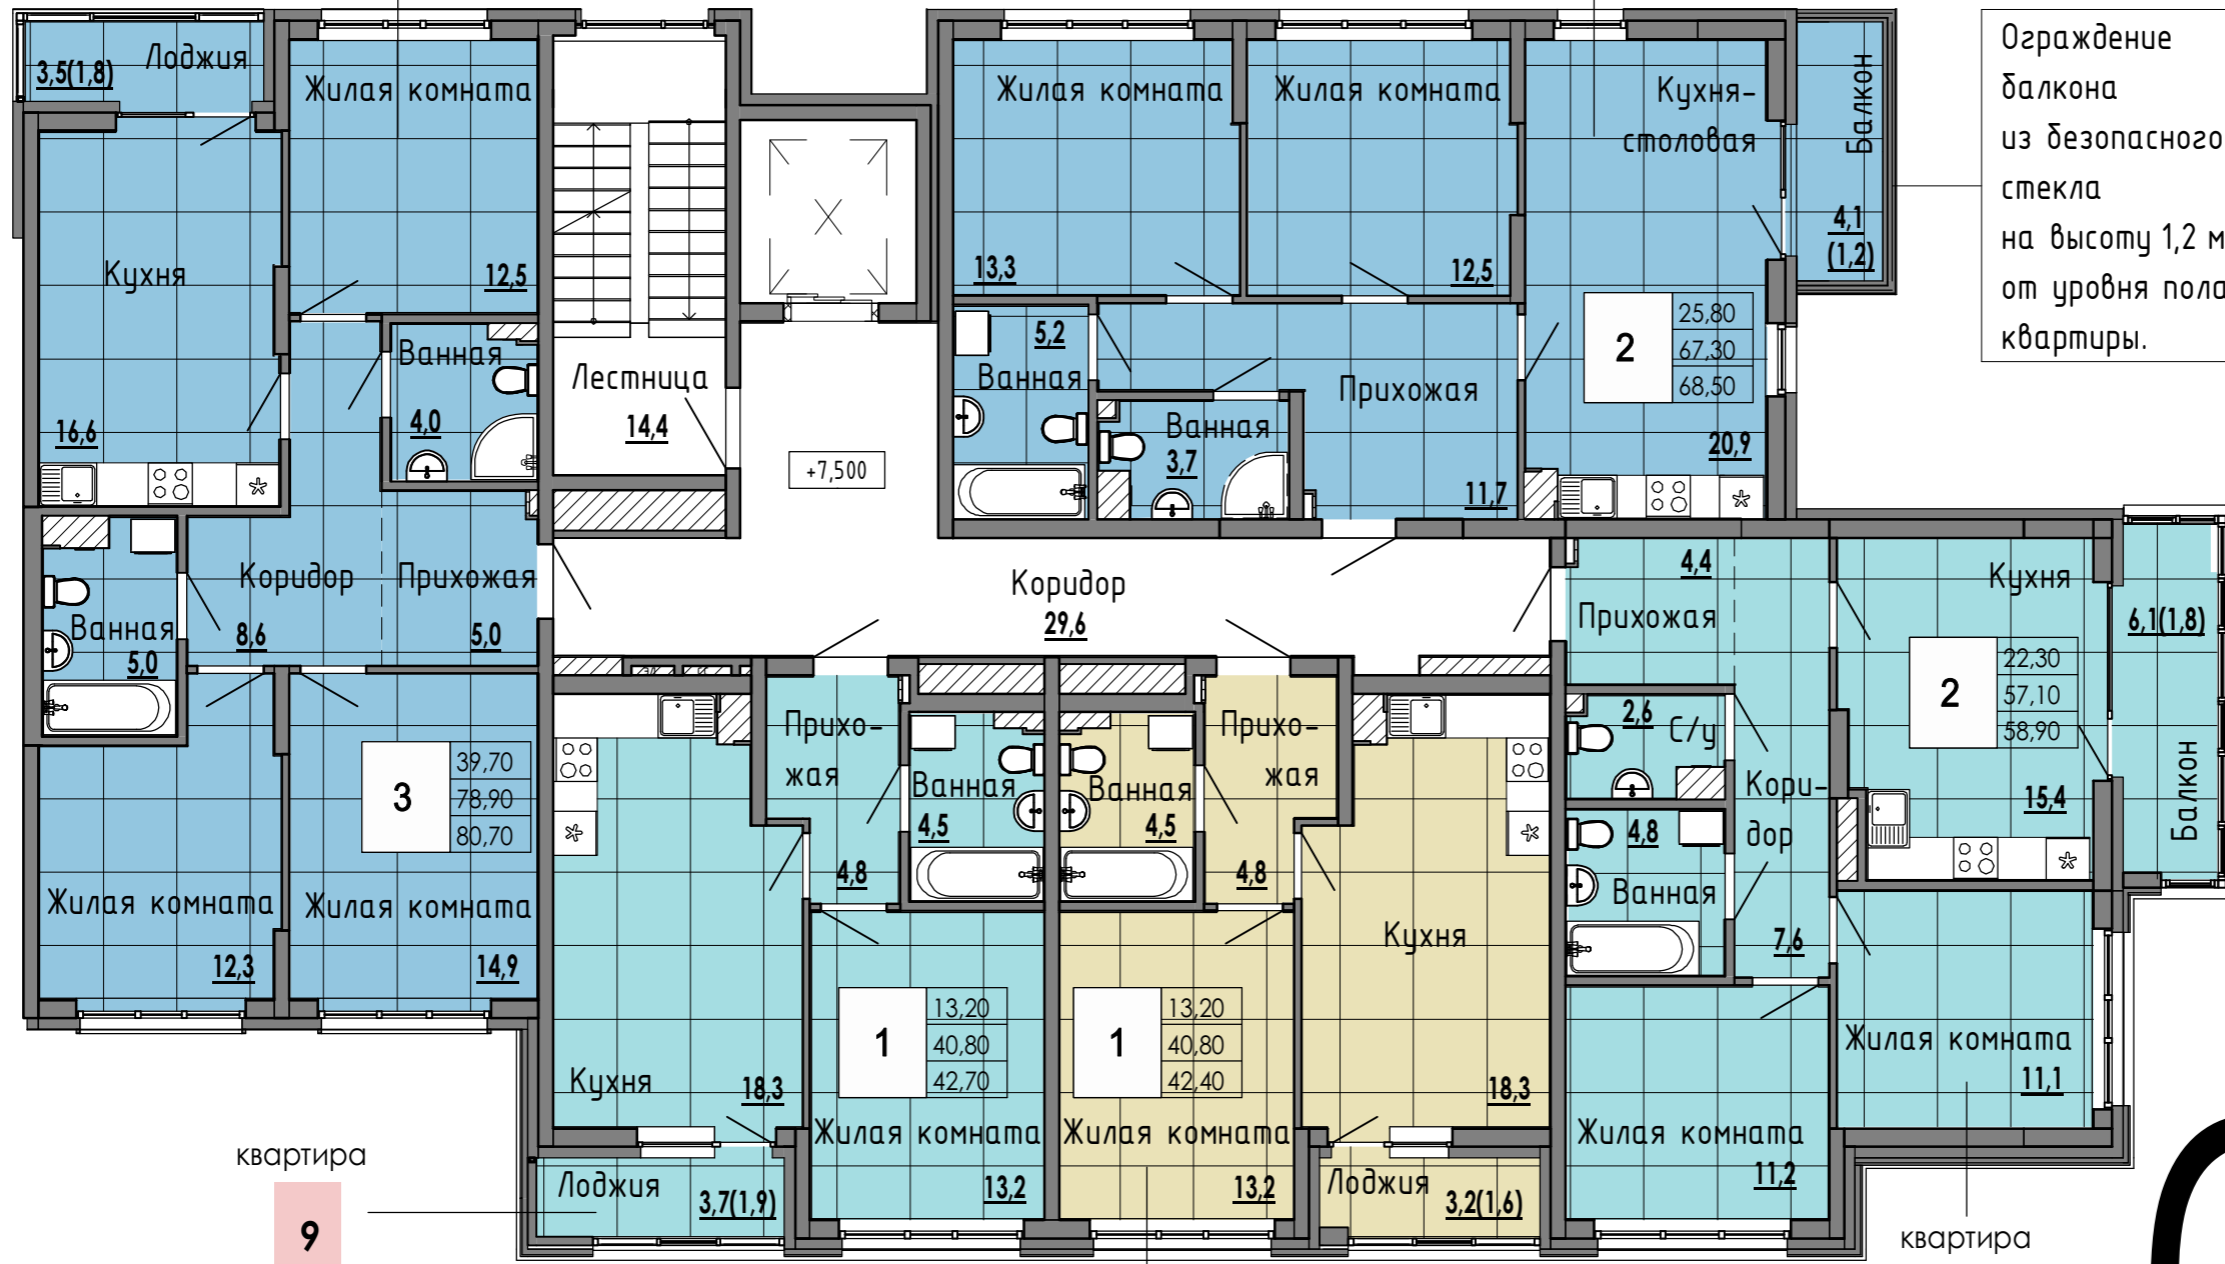 Лоджия
3,5(1,8)
Жилая комната
12,5
Кухня
16,6
Ванная
4,0
Коридор
8,6
Прихожая
5,0
Ванная
5,0
Жилая комната
12,3
Жилая комната
14,9
3
39,70
78,90
80,70
Лестница
14,4
+7,500
Жилая комната
13,3
Жилая комната
12,5
Кухня-
столовая
20,9
Балкон
4,1
(1,2)
2
25,80
67,30
68,50
Ванная
5,2
Ванная
3,7
Прихожая
11,7
Ограждение
балкона
из безопасного
стекла
на высоту 1,2 м
от уровня пола
квартиры.
Коридор
29,6
Прихо-
жая
4,8
Ванная
4,5
Кухня
18,3
Жилая комната
13,2
1
13,20
40,80
42,70
Лоджия
3,7(1,9)
Ванная
4,5
Прихо-
жая
4,8
Кухня
18,3
Жилая комната
13,2
1
13,20
40,80
42,40
Лоджия
3,2(1,6)
Прихожая
4,4
С/у
2,6
Ванная
4,8
Кори-
дор
7,6
Кухня
15,4
2
22,30
57,10
58,90
Балкон
6,1(1,8)
Жилая комната
11,2
Жилая комната
11,1
квартира
9
квартира